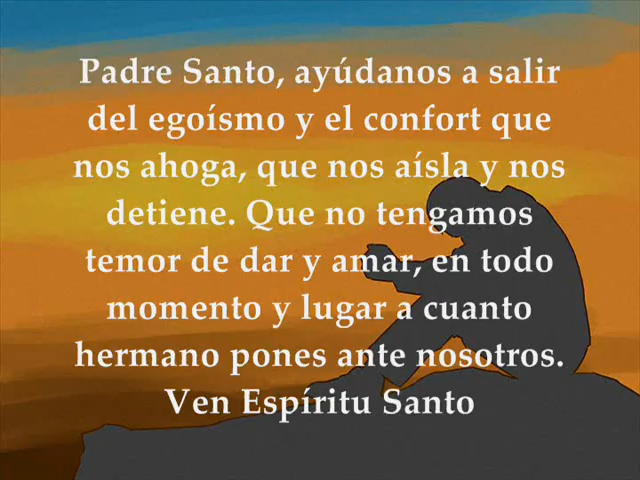 Padre Santo, ayúdanos a salir
del egoísmo y el confort que
nos ahoga, que nos aísla y nos
detiene. Que no tengamos
temor de dar y amar, en todo
momento y lugar a cuanto
hermano pones ante nosotros.
Ven Espíritu Santo